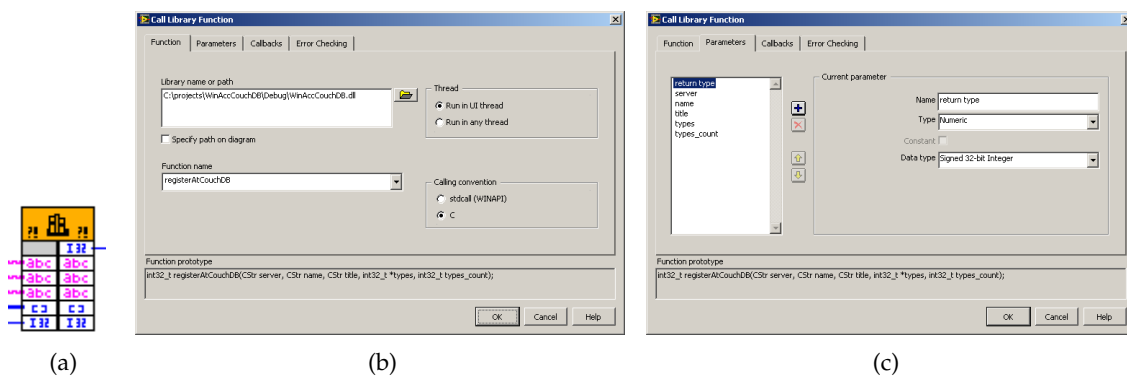 ?! ?!
I32
abc abc
abc abc
abc abc
[ ] [ ]
I32 I32
(a)
Call Library Function
Function Parameters Callbacks Error Checking
Library name or path
C:\projects\WinAccCouchDB\Debug\WinAccCouchDB.dll
Specify path on diagram
Function name
registerAtCouchDB
Thread
Run in UI thread
Run in any thread
Calling convention
stdcall (WINAPI)
C
Function prototype
int32_t registerAtCouchDB(CStr server, CStr name, CStr title, int32_t *types, int32_t types_count);
OK Cancel Help
(b)
Call Library Function
Function Parameters Callbacks Error Checking
return type
server
name
title
types
types_count
Current parameter
Name return type
Type Numeric
Constant
Data type Signed 32-bit Integer
Function prototype
int32_t registerAtCouchDB(CStr server, CStr name, CStr title, int32_t *types, int32_t types_count);
OK Cancel Help
(c)